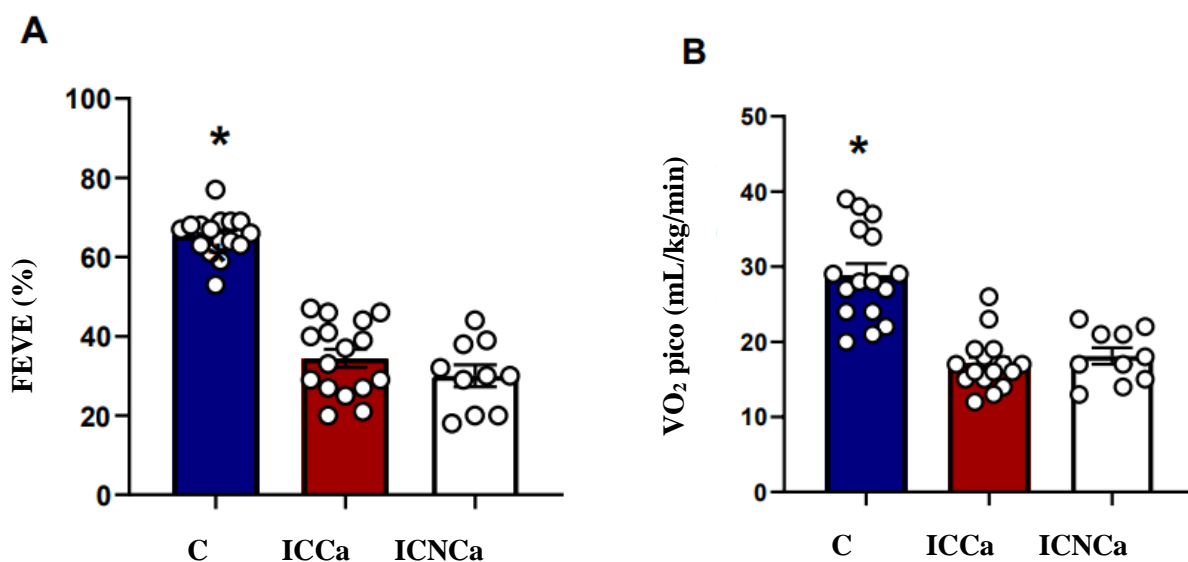 A
FEVE (%)
100
80
60
40
20
0
*
*
C ICCa ICNCa
B
VO₂ pico (mL/kg/min)
50
40
30
20
10
0
*
C ICCa ICNCa